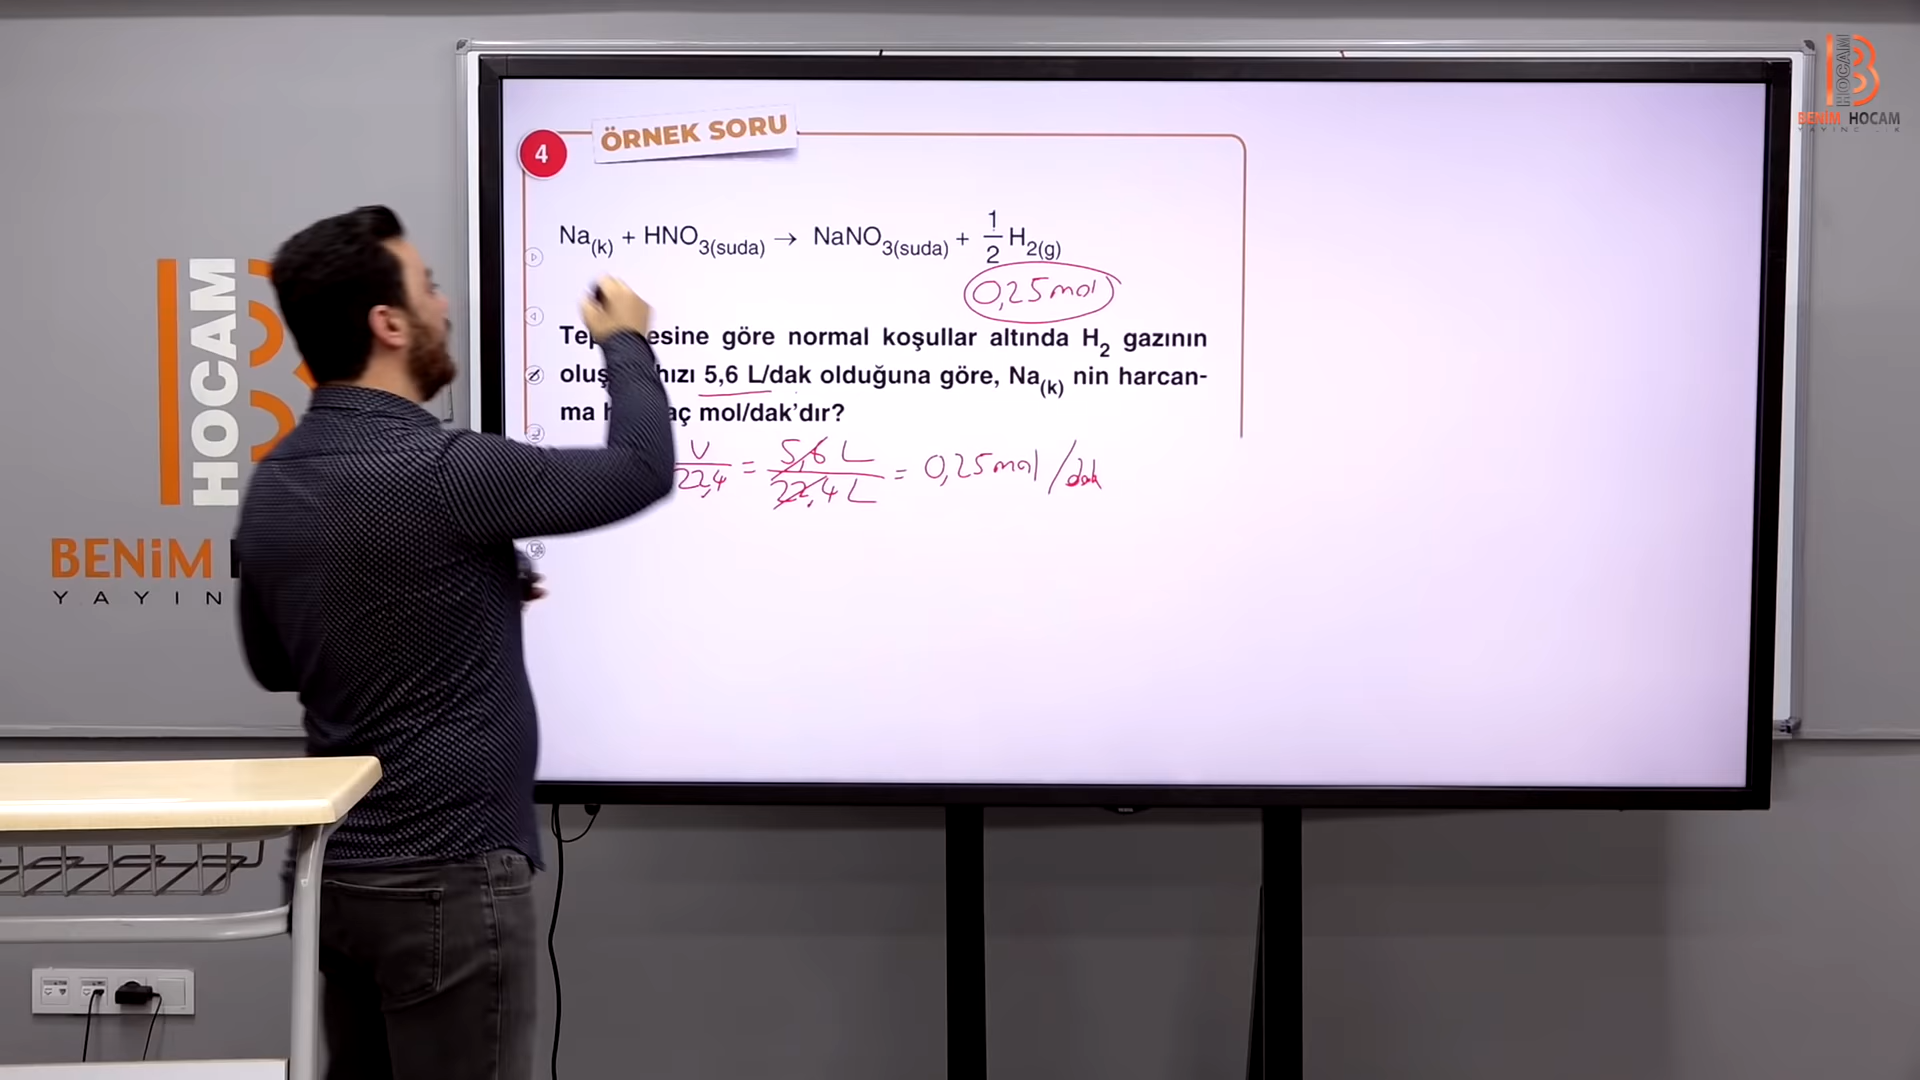 4
ÖRNEK SORU
Na(k) + HNO3(suda) → NaNO3(suda) + 1/2 H2(g)
0,25 mol
esine göre normal koşullar altında H2 gazının
oluş hızı 5,6 L/dak olduğuna göre, Na(k) nin harcan-
ma aç mol/dak'dır?
V/22,4 = 5,6 L/22,4 L = 0,25 mol /dak
HOCAM
BENİM
YAYIN
HOCAM
BENİM HOCAM